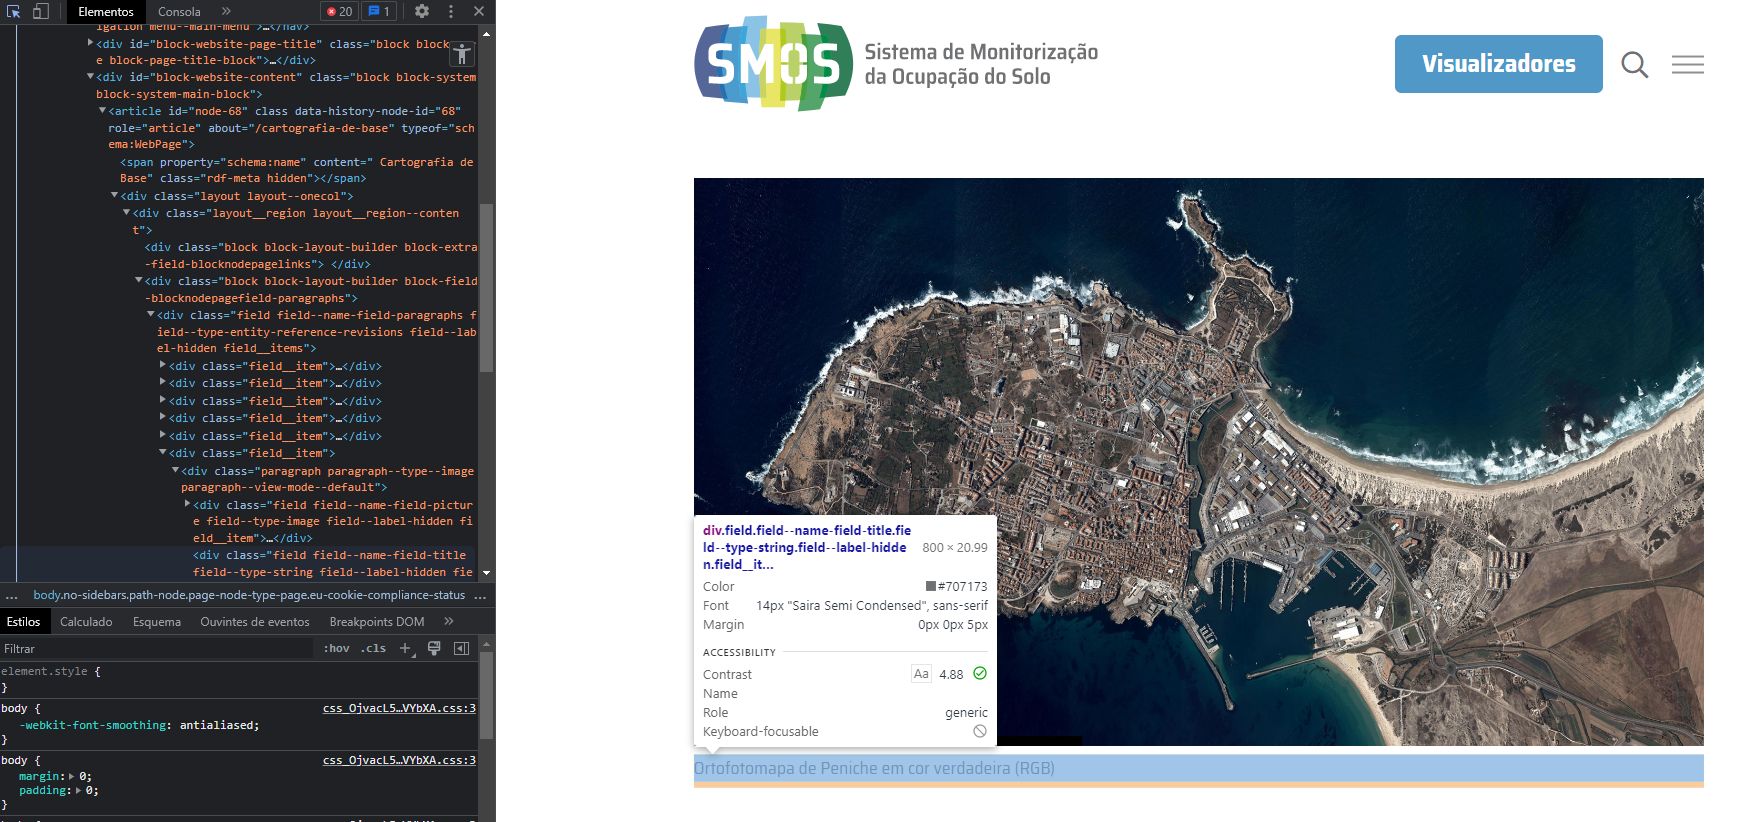 Elementos
Consola
20
1
igation menu--main-menu">…</nav>
<div id="block-website-page-title" class="block block
e block-page-title-block">…</div>
<div id="block-website-content" class="block block-system
block-system-main-block">
<article id="node-68" class data-history-node-id="68"
role="article" about="/cartografia-de-base" typeof="sch
ema:WebPage">
<span property="schema:name" content=" Cartografia de
Base" class="rdf-meta hidden"></span>
<div class="layout layout--onecol">
<div class="layout__region layout__region--conten
t">
<div class="block block-layout-builder block-extra
-field-blocknodepagelinks"> </div>
<div class="block block-layout-builder block-field
-blocknodepagefield-paragraphs">
<div class="field field--name-field-paragraphs f
ield--type-entity-reference-revisions field--lab
el-hidden field__items">
<div class="field__item">…</div>
<div class="field__item">…</div>
<div class="field__item">…</div>
<div class="field__item">…</div>
<div class="field__item">…</div>
<div class="field__item">
<div class="paragraph paragraph--type--image
paragraph--view-mode--default">
<div class="field field--name-field-pictur
e field--type-image field--label-hidden fi
eld__item">…</div>
<div class="field field--name-field-title
field--type-string field--label-hidden fie
… body.no-sidebars.path-node.page-node-type-page.eu-cookie-compliance-status …
Estilos Calculado Esquema Ouvintes de eventos Breakpoints DOM
Filtrar :hov .cls +
element.style {
}
body { css_OjvacL5…VYbXA.css:3
-webkit-font-smoothing: antialiased;
}
body { css_OjvacL5…VYbXA.css:3
margin: 0;
padding: 0;
}
SMOS
Sistema de Monitorização
da Ocupação do Solo
Visualizadores
div.field.field--name-field-title.fie
ld--type-string.field--label-hidde
n.field__it...
800 × 20.99
Color #707173
Font 14px "Saira Semi Condensed", sans-serif
Margin 0px 0px 5px
ACCESSIBILITY
Contrast Aa 4.88
Name
Role generic
Keyboard-focusable
Ortofotomapa de Peniche em cor verdadeira (RGB)